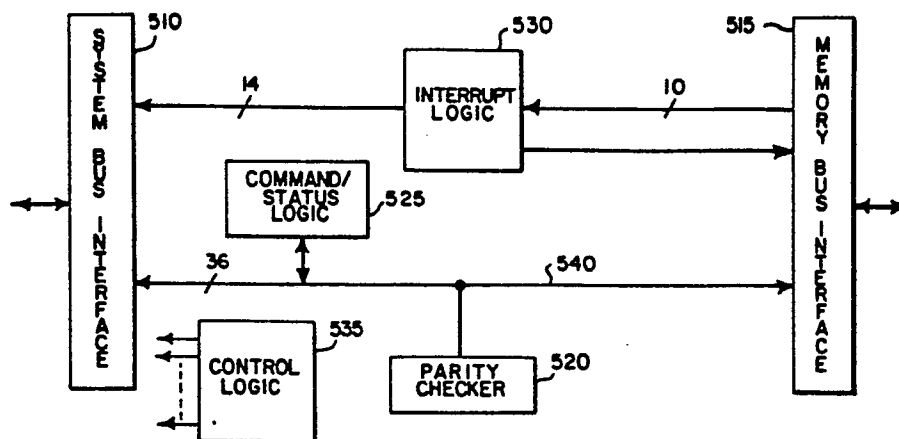 510
530
515
SYSTEM BUS INTERFACE
14
INTERRUPT
LOGIC
10
MEMORY BUS INTERFACE
COMMAND/
STATUS
LOGIC
525
36
540
535
CONTROL
LOGIC
PARITY
CHECKER
520